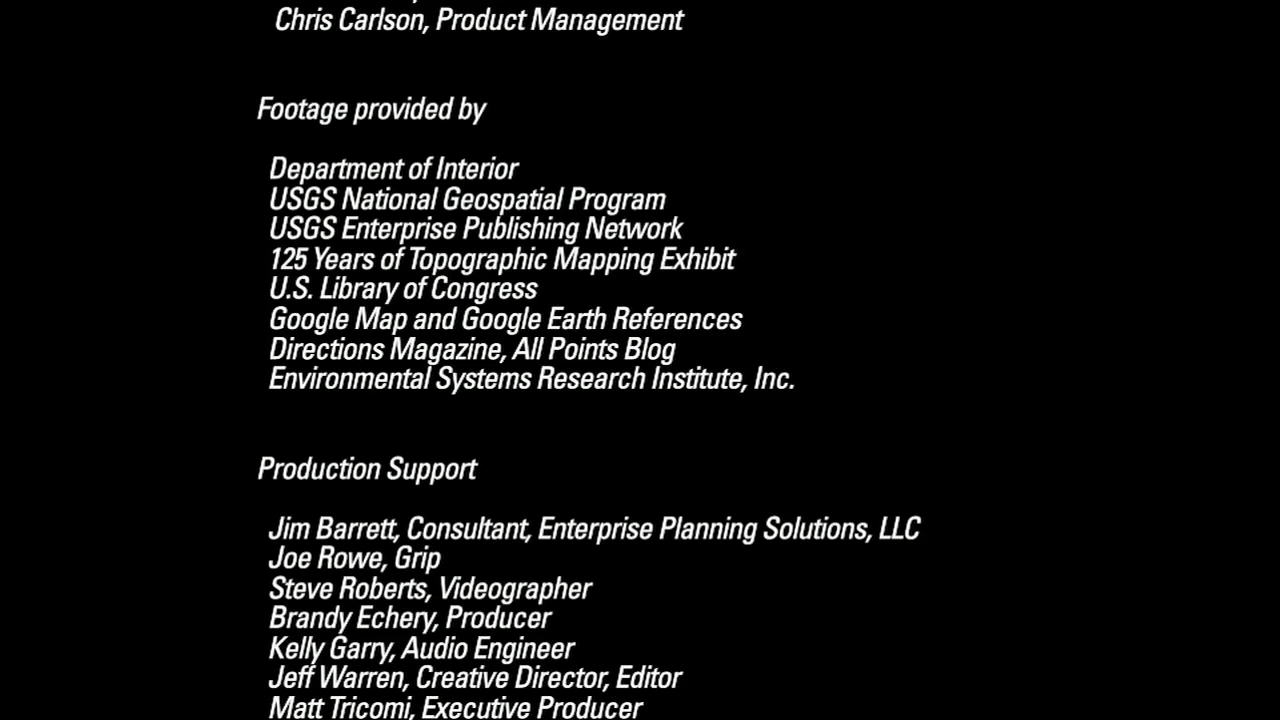 Chris Carlson, Product Management
Footage provided by
Department of Interior
USGS National Geospatial Program
USGS Enterprise Publishing Network
125 Years of Topographic Mapping Exhibit
U.S. Library of Congress
Google Map and Google Earth References
Directions Magazine, All Points Blog
Environmental Systems Research Institute, Inc.
Production Support
Jim Barrett, Consultant, Enterprise Planning Solutions, LLC
Joe Rowe, Grip
Steve Roberts, Videographer
Brandy Echery, Producer
Kelly Garry, Audio Engineer
Jeff Warren, Creative Director, Editor
Matt Tricomi, Executive Producer